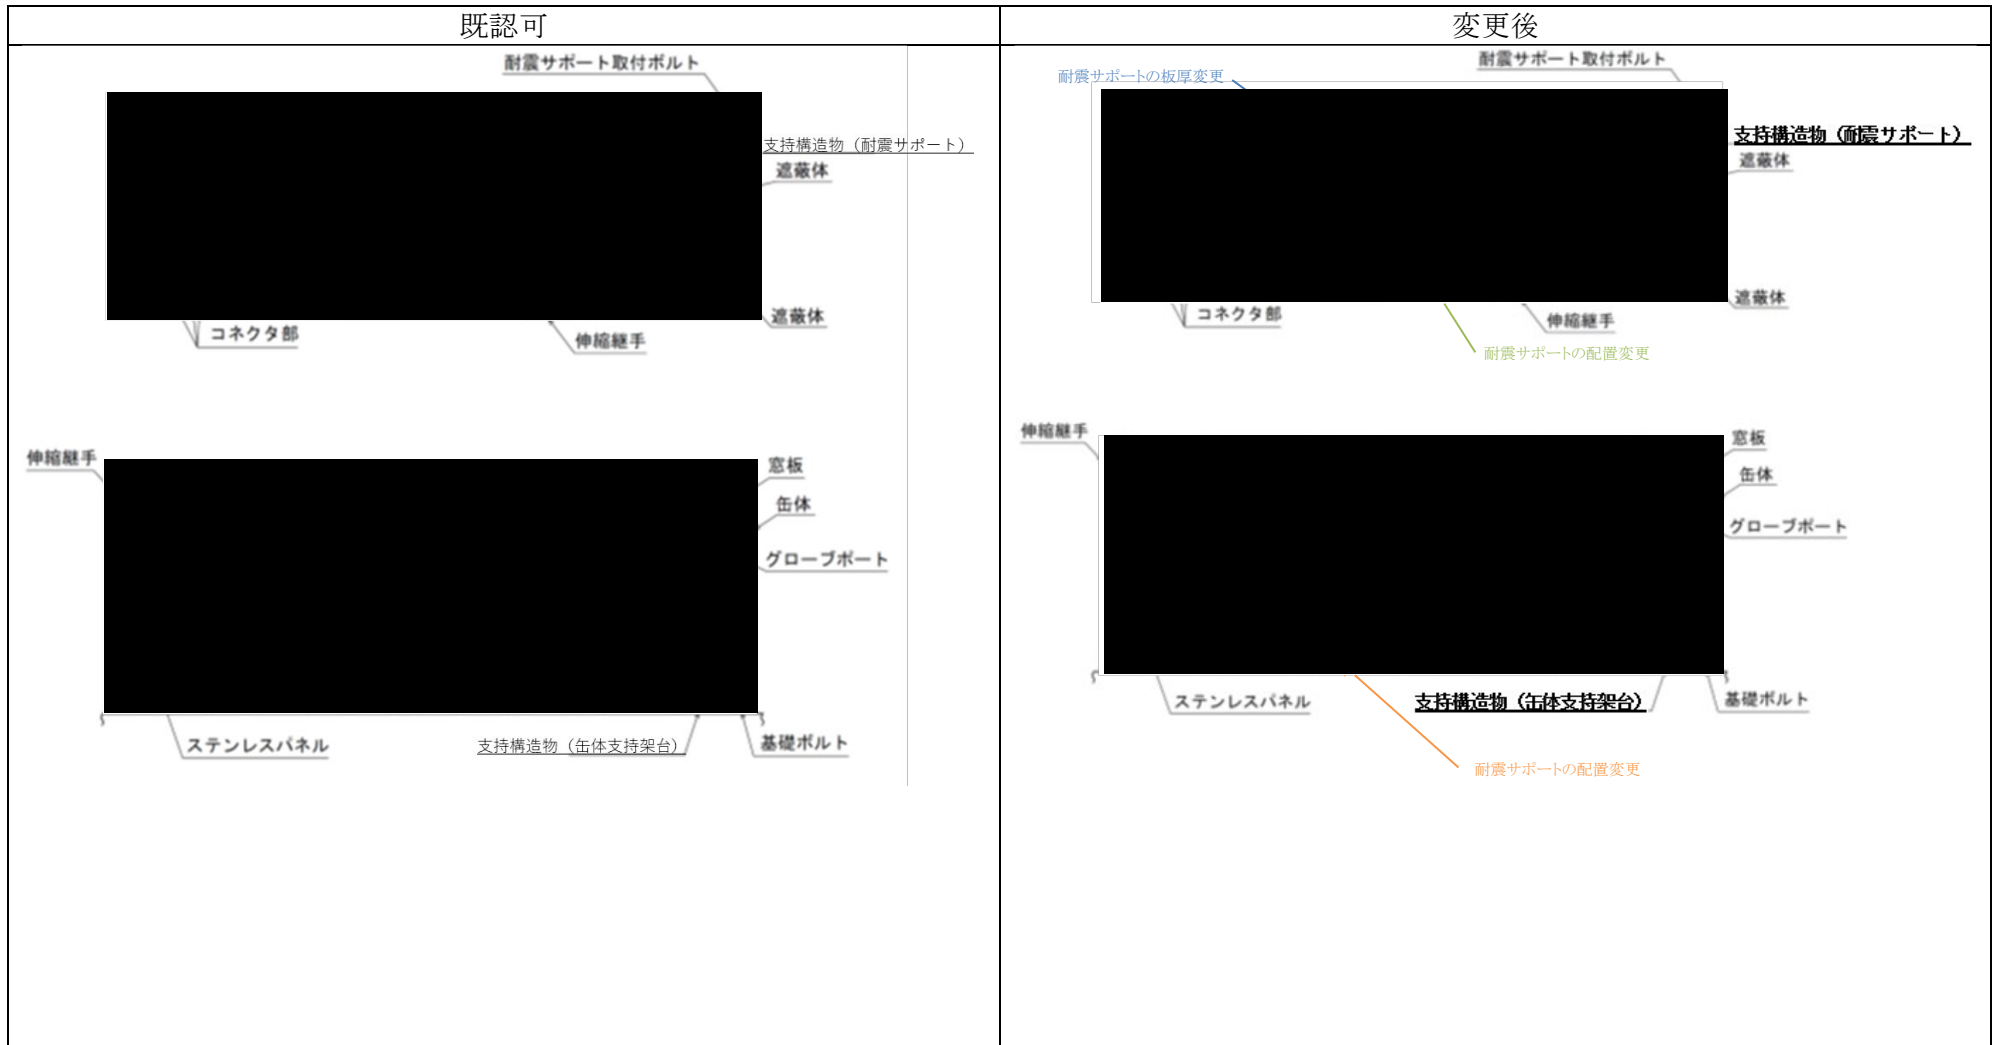 既認可
耐震サポート取付ボルト
支持構造物（耐震サポート）
遮蔽体
遮蔽体
コネクタ部
伸縮継手
伸縮継手
窓板
缶体
グローブポート
ステンレスパネル
支持構造物（缶体支持架台）
基礎ボルト
変更後
耐震サポート取付ボルト
耐震サポートの板厚変更
支持構造物（耐震サポート）
遮蔽体
遮蔽体
コネクタ部
伸縮継手
耐震サポートの配置変更
伸縮継手
窓板
缶体
グローブポート
ステンレスパネル
支持構造物（缶体支持架台）
基礎ボルト
耐震サポートの配置変更